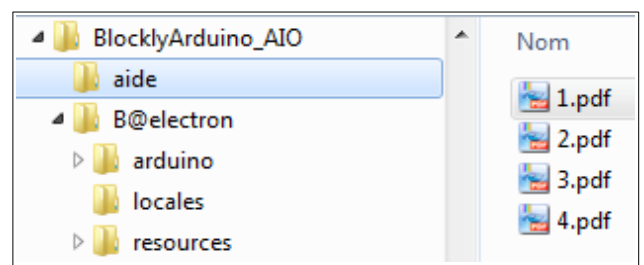 BlocklyArduino_AIO
aide
B@electron
arduino
locales
resources
Nom
1.pdf
2.pdf
3.pdf
4.pdf